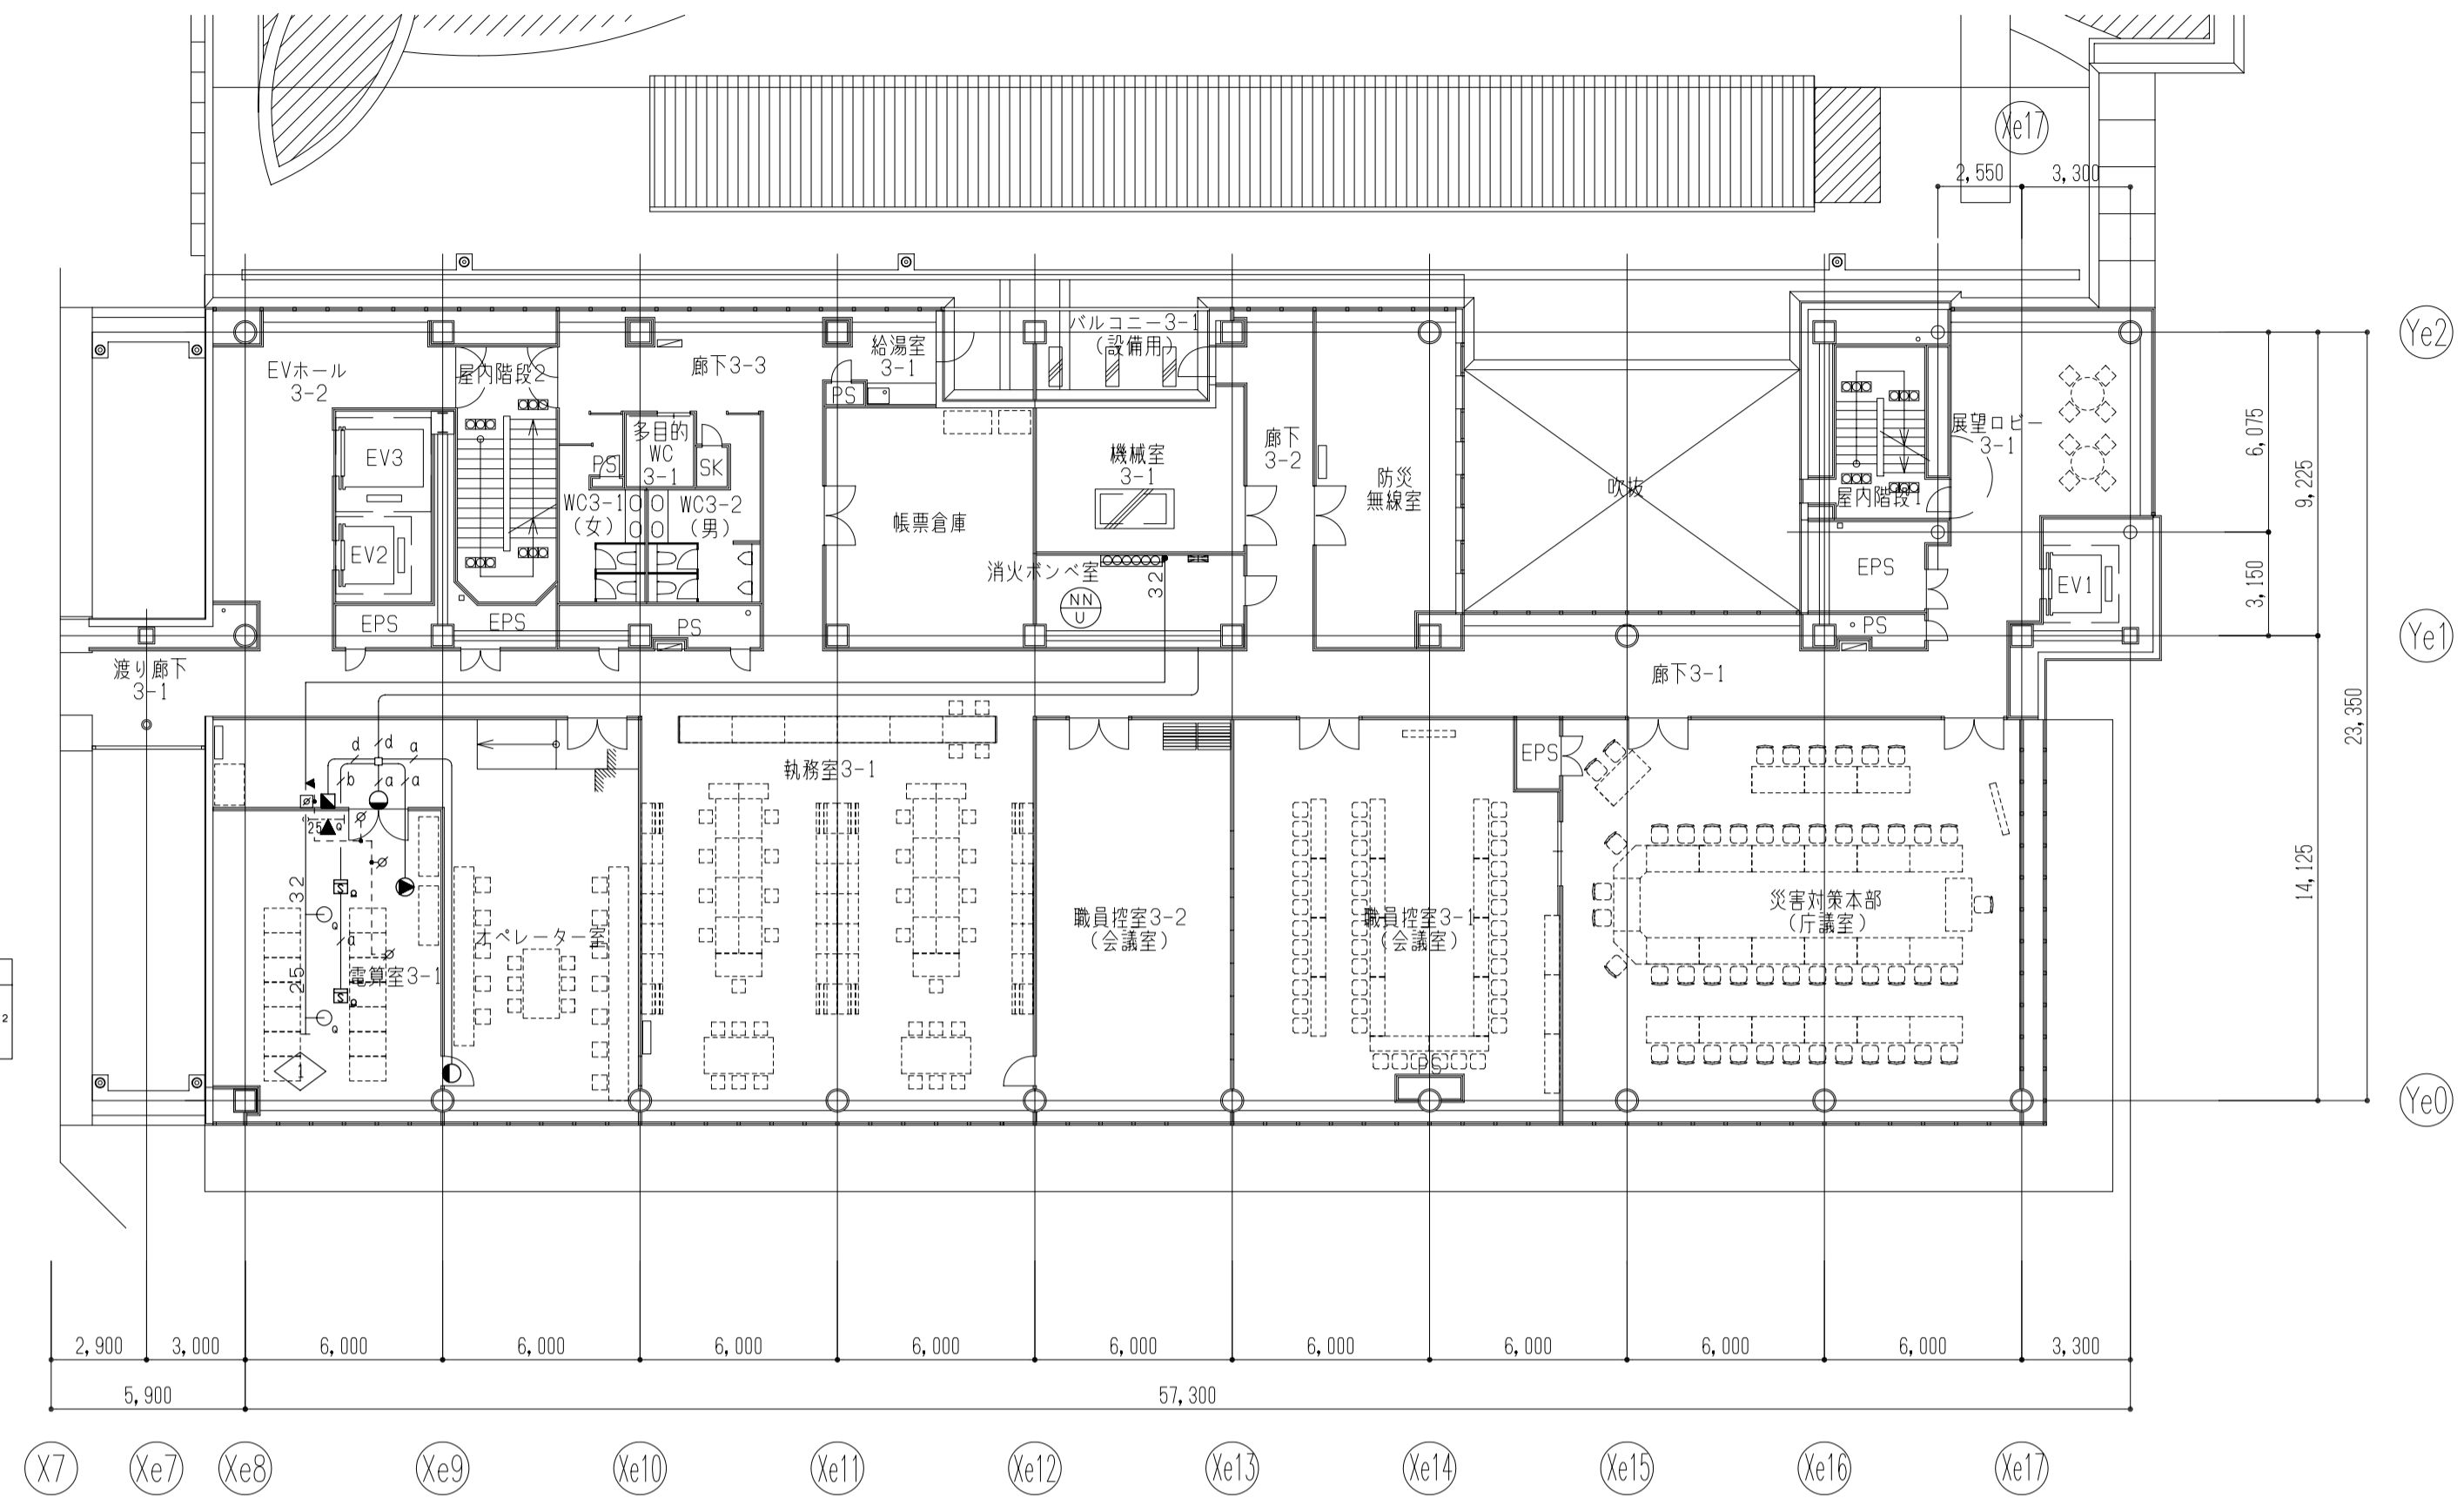 Xe17
2,550
3,300
Ye2
バルコニー3-1
(設備用)
給湯室
3-1
EVホール
3-2
屋内階段2
廊下3-3
PS
展望ロビー
3-1
6,075
9,225
多目的
WC
3-1
廊下
3-2
機械室
3-1
EV3
PS
SK
防災
無線室
吹抜
屋内階段1
WC3-1
(女)
WC3-2
(男)
帳票倉庫
EV2
消火ボンベ室
32
NN
U
EPS
EV1
3,150
EPS
EPS
PS
PS
Ye1
渡り廊下
3-1
廊下3-1
23,350
d
d
a
b
a
a
EPS
執務室3-1
25
Q
14,125
32
S
Q
Q
a
災害対策本部
(庁議室)
職員控室3-2
(会議室)
職員控室3-1
(会議室)
オペレーター室
電算室3-1
25
S
Q
Q
2
1
PS
Ye0
2,900
3,000
6,000
6,000
6,000
6,000
6,000
6,000
6,000
6,000
6,000
3,300
5,900
57,300
X7
Xe7
Xe8
Xe9
Xe10
Xe11
Xe12
Xe13
Xe14
Xe15
Xe16
Xe17